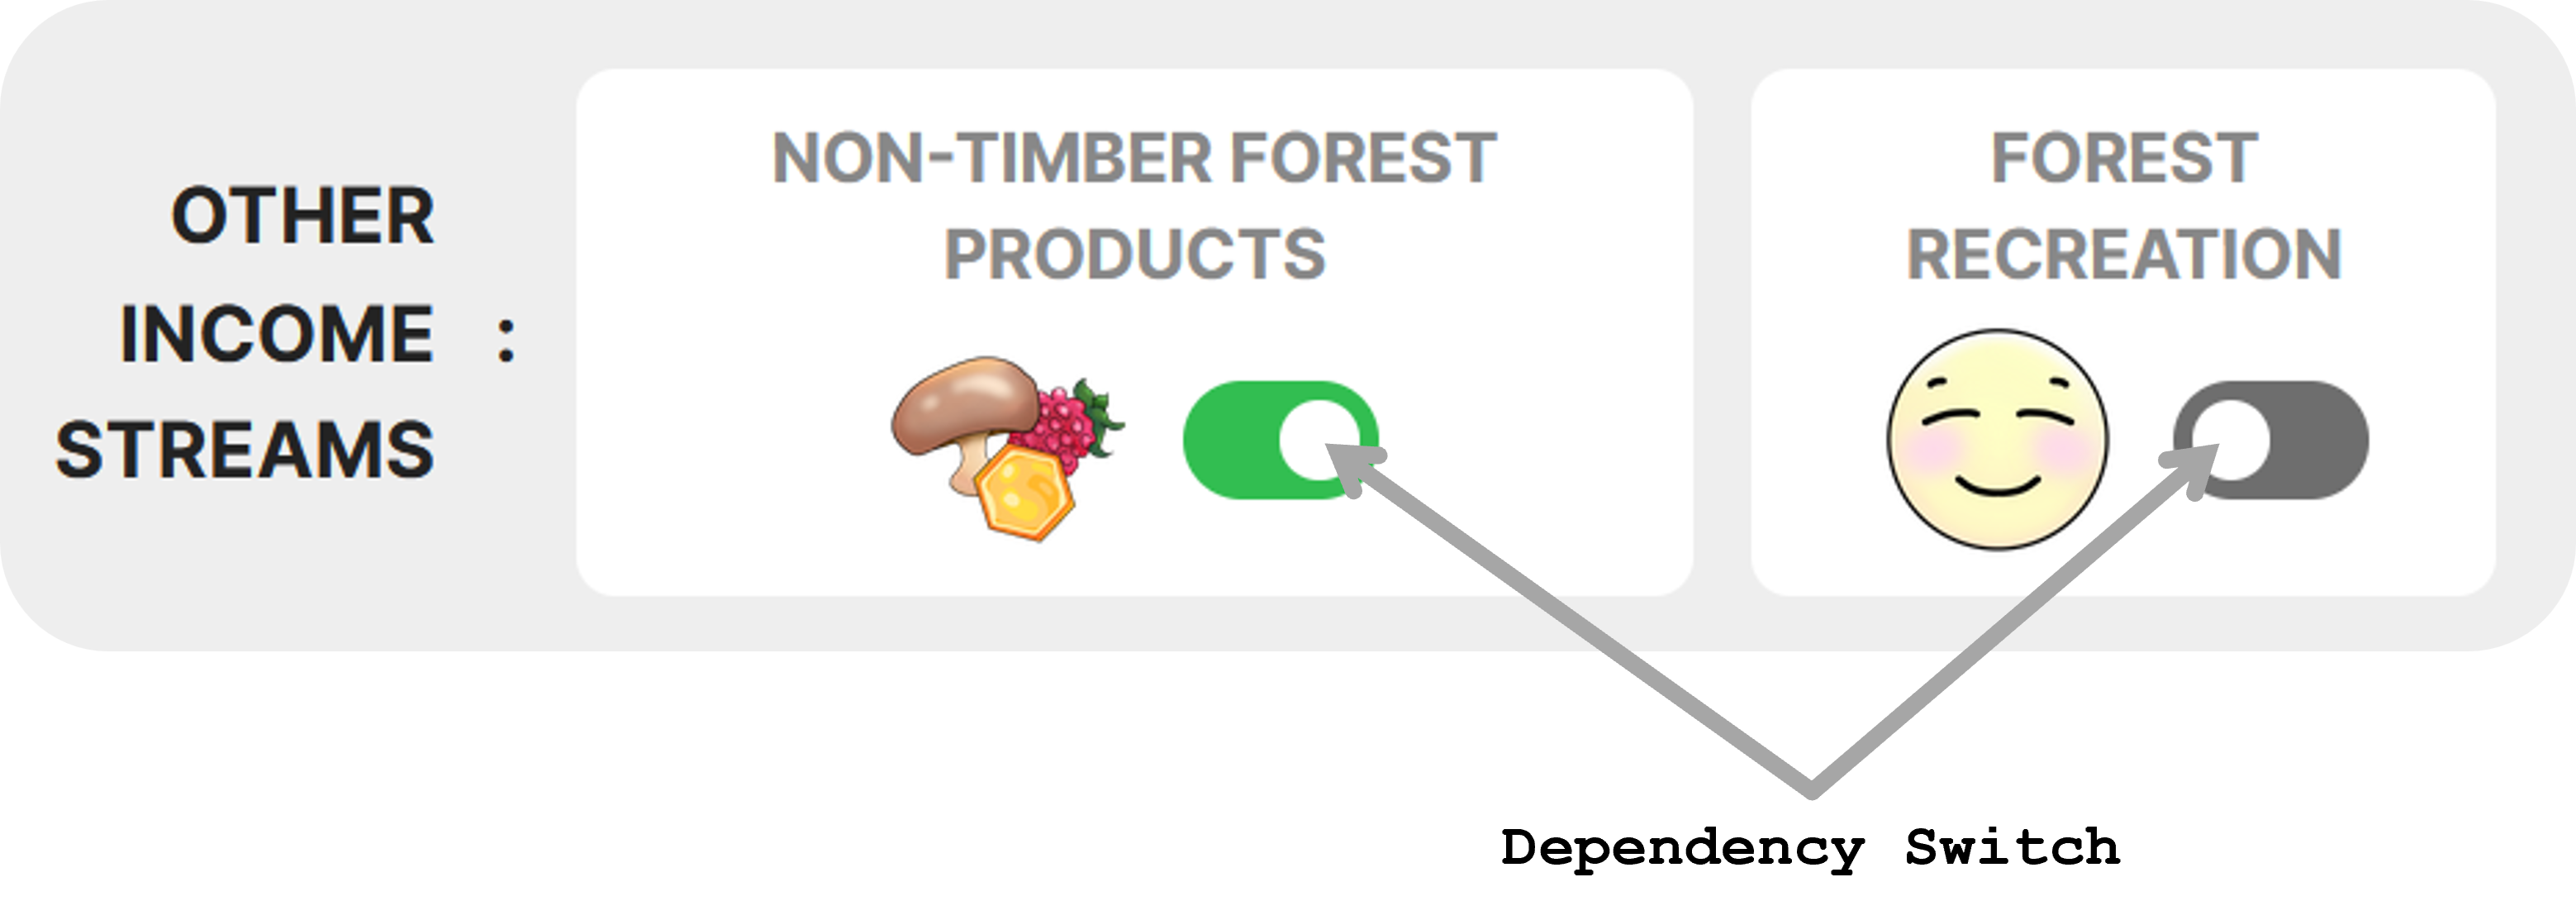 OTHER
INCOME :
STREAMS
NON-TIMBER FOREST
PRODUCTS
FOREST
RECREATION
Dependency Switch